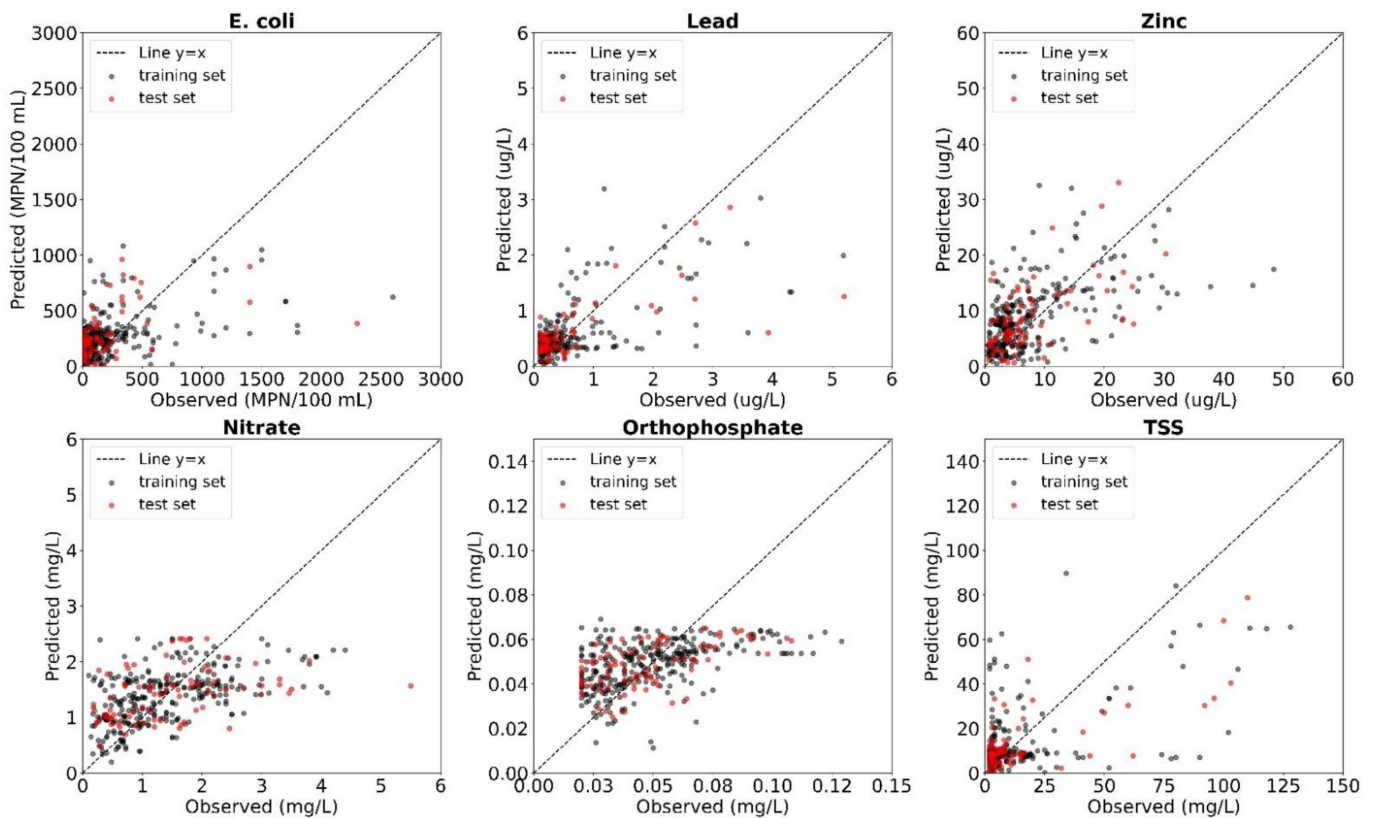 E. coli
3000
2500
2000
1500
1000
500
0
Predicted (MPN/100 mL)
Line y=x
training set
test set
0 500 1000 1500 2000 2500 3000
Observed (MPN/100 mL)
Lead
6
5
4
3
2
1
0
Predicted (ug/L)
Line y=x
training set
test set
0 1 2 3 4 5 6
Observed (ug/L)
Zinc
60
50
40
30
20
10
0
Predicted (ug/L)
Line y=x
training set
test set
0 10 20 30 40 50 60
Observed (ug/L)
Nitrate
6
5
4
3
2
1
0
Predicted (mg/L)
Line y=x
training set
test set
0 1 2 3 4 5 6
Observed (mg/L)
Orthophosphate
0.14
0.12
0.10
0.08
0.06
0.04
0.02
0.00
Predicted (mg/L)
Line y=x
training set
test set
0.00 0.03 0.05 0.08 0.10 0.12 0.15
Observed (mg/L)
TSS
140
120
100
80
60
40
20
0
Predicted (mg/L)
Line y=x
training set
test set
0 25 50 75 100 125 150
Observed (mg/L)